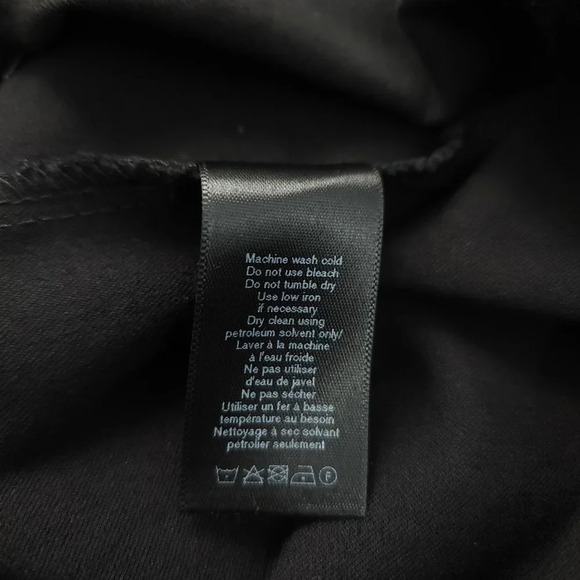 Machine wash cold
Do not use bleach
Do not tumble dry
Use low iron
if necessary
Dry clean using
petroleum solvent only/
Laver à la machine
à l'eau froide
Ne pas utiliser
d'eau de javel
Ne pas sécher
Utiliser un fer à basse
température au besoin
Nettoyage à sec solvant
pétrolier seulement
F